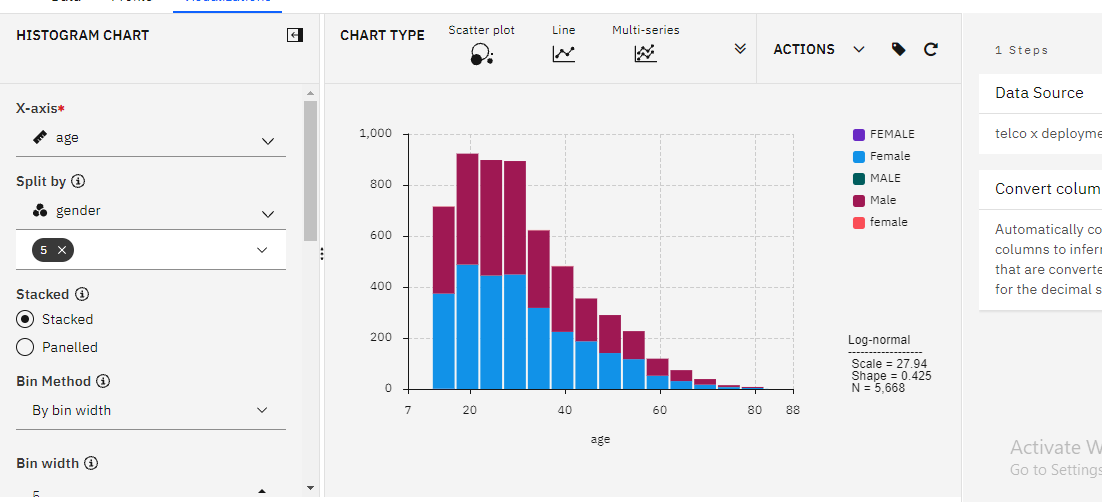 HISTOGRAM CHART
X-axis*
age
Split by
gender
5 ×
Stacked
Stacked
Panelled
Bin Method
By bin width
Bin width
5
CHART TYPE
Scatter plot
Line
Multi-series
ACTIONS
1,000
800
600
400
200
0
7 20 40 60 80 88
age
FEMALE
Female
MALE
Male
female
Log-normal
------------------
Scale = 27.94
Shape = 0.425
N = 5,668
1 Steps
Data Source
telco x deployme
Convert colum
Automatically co
columns to inferr
that are converte
for the decimal s
Activate W
Go to Settings